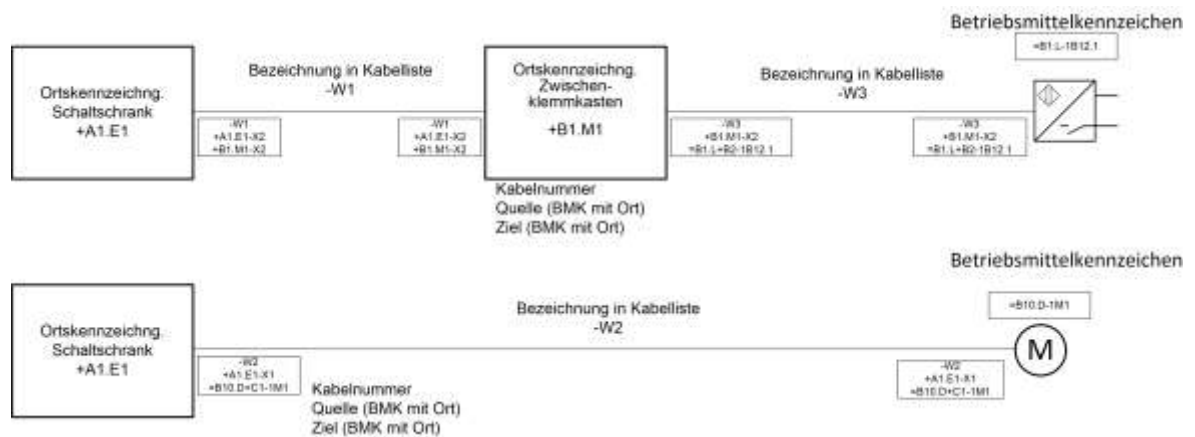 Betriebsmittelkennzeichen
=B1.L-1B12.1
Ortskennzeichng.
Schaltschrank
+A1.E1
Bezeichnung in Kabelliste
-W1
Ortskennzeichng.
Zwischen-
klemmkasten
+B1.M1
Bezeichnung in Kabelliste
-W3
-W1
+A1.E1-X2
+B1.M1-X2
-W1
+A1.E1-X2
+B1.M1-X2
-W3
+B1.M1-X2
=B1.L+B2-1B12.1
-W3
+B1.M1-X2
=B1.L+B2-1B12.1
Kabelnummer
Quelle (BMK mit Ort)
Ziel (BMK mit Ort)
Betriebsmittelkennzeichen
=B10.D-1M1
Ortskennzeichng.
Schaltschrank
+A1.E1
Bezeichnung in Kabelliste
-W2
M
-W2
+A1.E1-X1
=B10.D+C1-1M1
-W2
+A1.E1-X1
=B10.D+C1-1M1
Kabelnummer
Quelle (BMK mit Ort)
Ziel (BMK mit Ort)